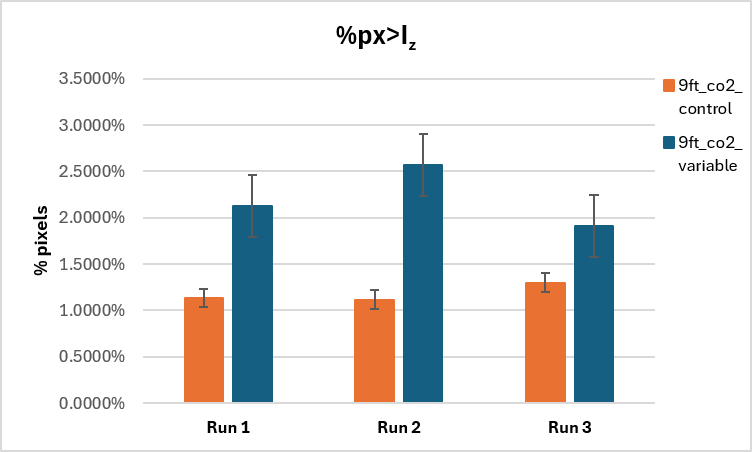 %px>Iz
3.5000%
3.0000%
2.5000%
2.0000%
1.5000%
1.0000%
0.5000%
0.0000%
% pixels
Run 1
Run 2
Run 3
9ft_co2_
control
9ft_co2_
variable